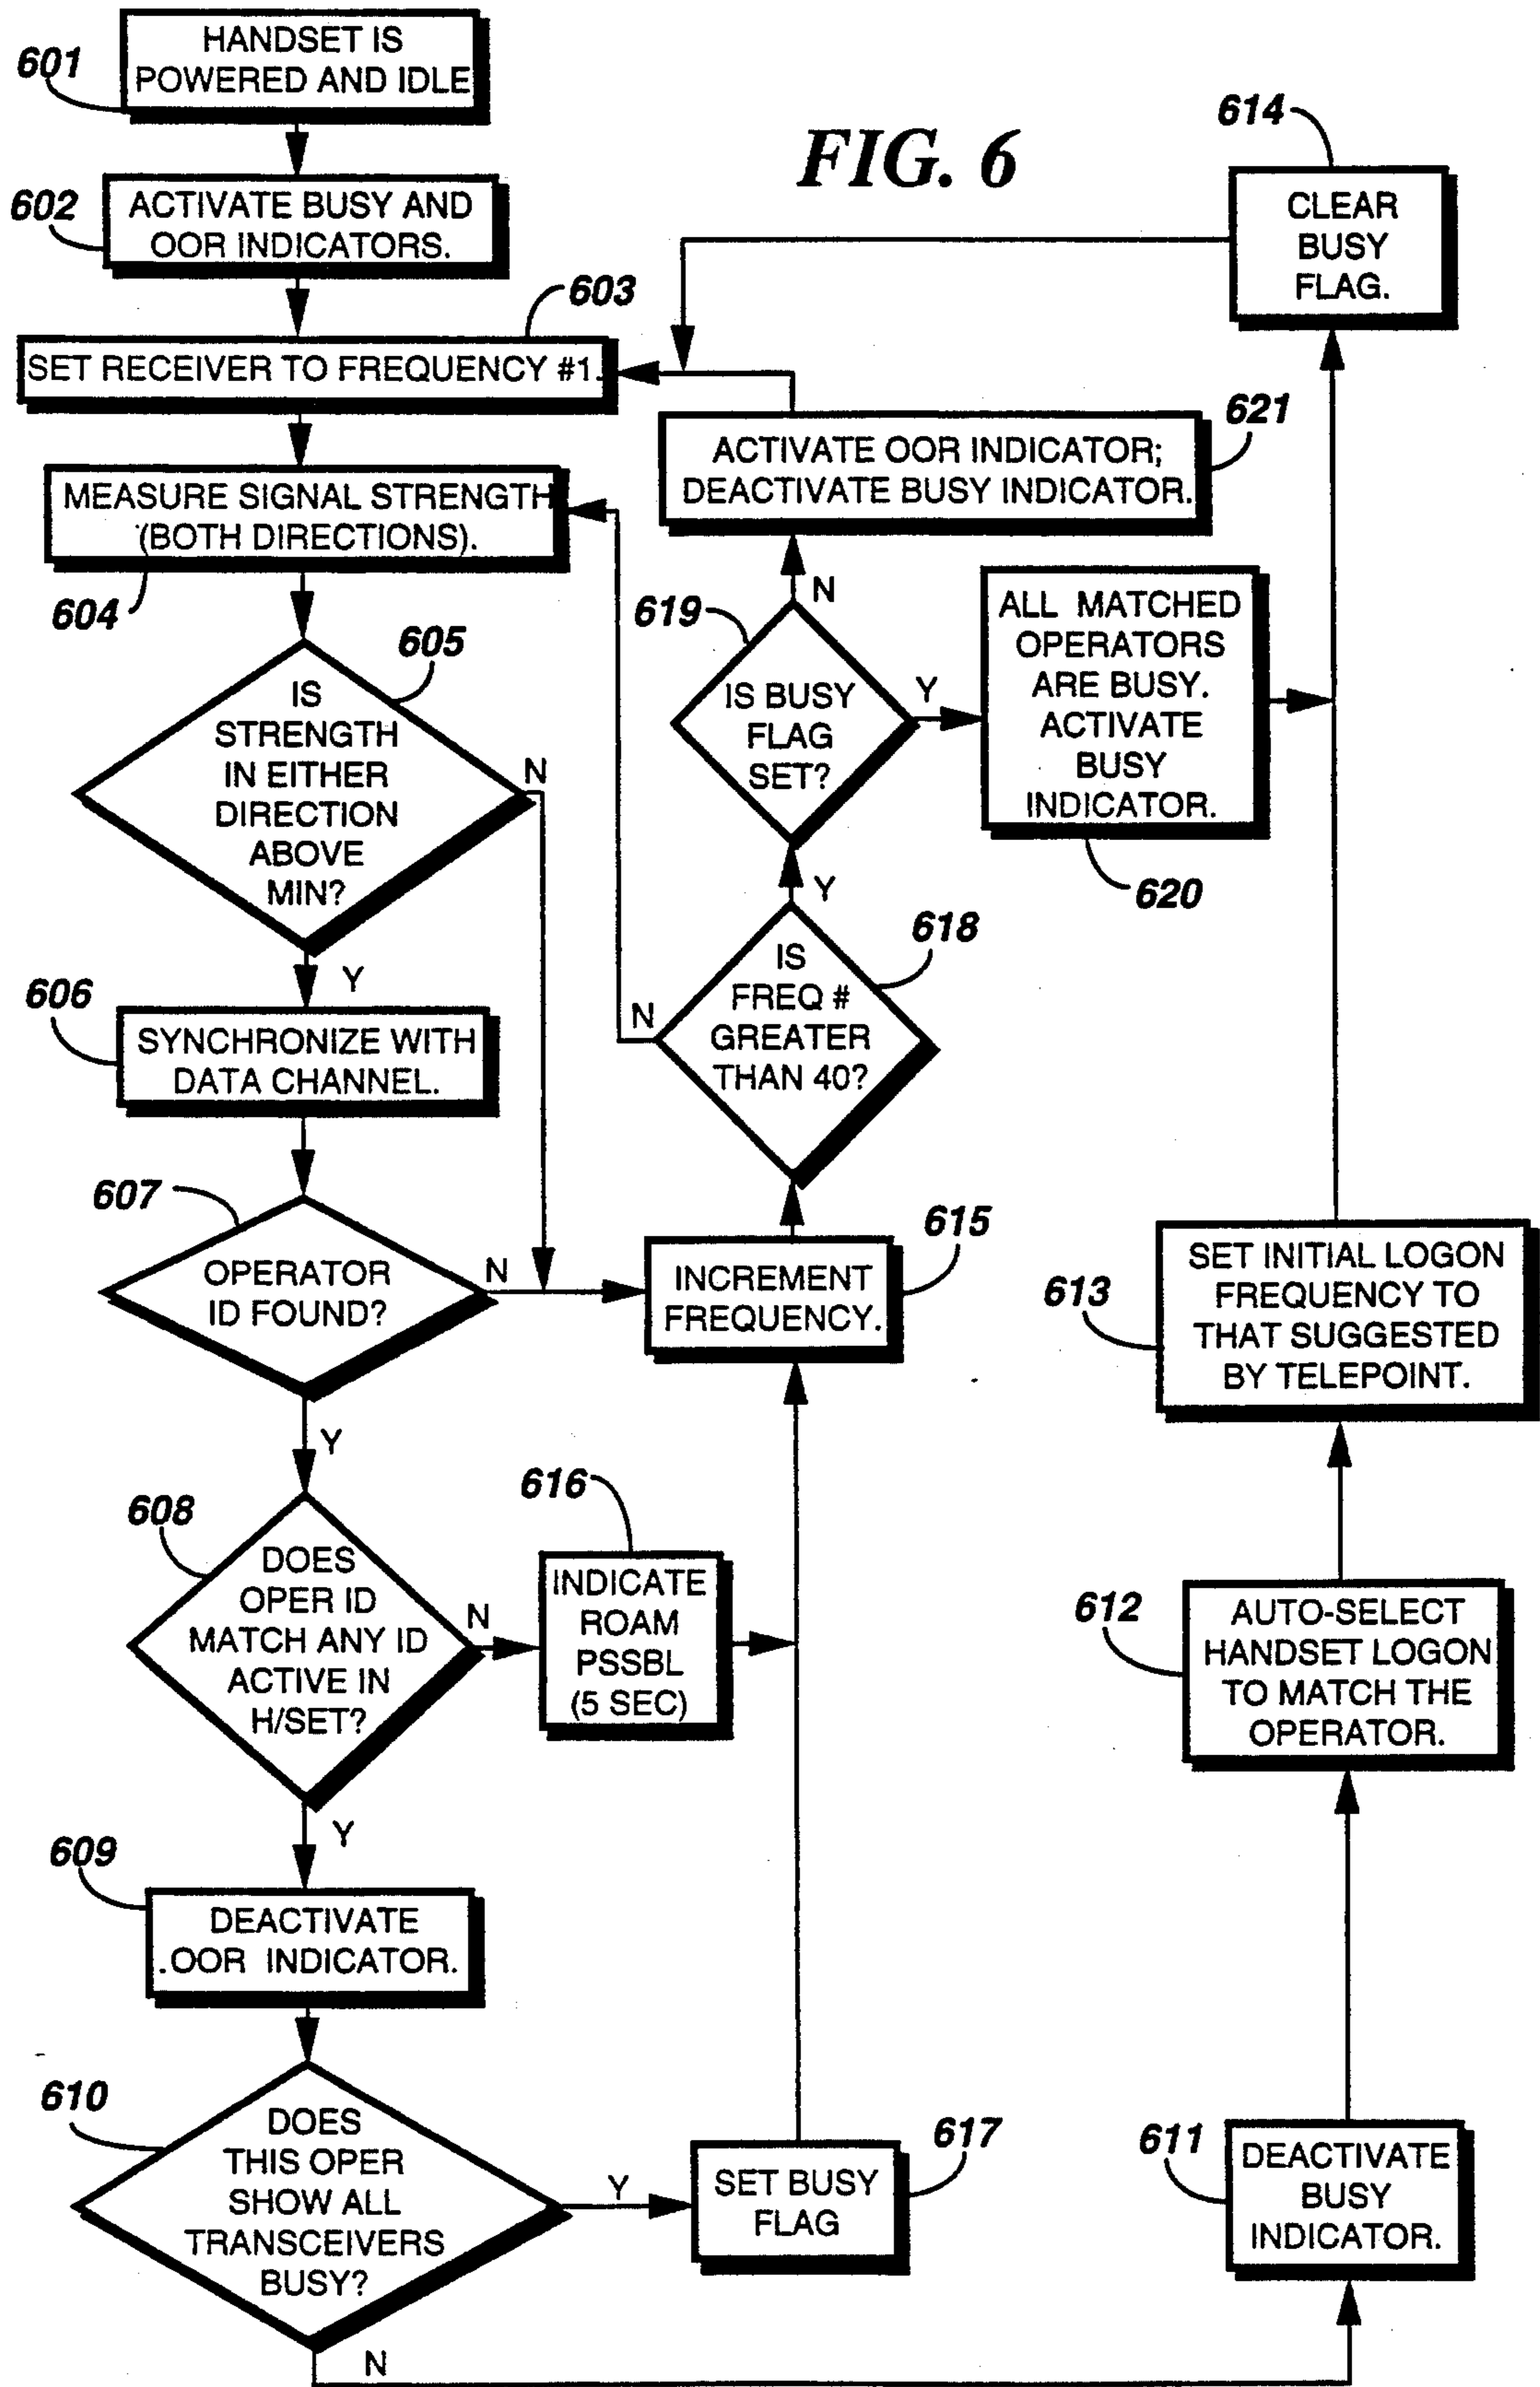 FIG. 6
601
HANDSET IS
POWERED AND IDLE
602
ACTIVATE BUSY AND
OOR INDICATORS.
603
SET RECEIVER TO FREQUENCY #1.
MEASURE SIGNAL STRENGTH
(BOTH DIRECTIONS).
604
605
IS
STRENGTH
IN EITHER
DIRECTION
ABOVE
MIN?
N
Y
606
SYNCHRONIZE WITH
DATA CHANNEL.
607
OPERATOR
ID FOUND?
N
Y
608
DOES
OPER ID
MATCH ANY ID
ACTIVE IN
H/SET?
N
Y
616
INDICATE
ROAM
PSSBL
(5 SEC)
609
DEACTIVATE
.OOR INDICATOR.
610
DOES
THIS OPER
SHOW ALL
TRANSCEIVERS
BUSY?
Y
N
617
SET BUSY
FLAG
615
INCREMENT
FREQUENCY.
618
IS
FREQ #
GREATER
THAN 40?
N
Y
619
IS BUSY
FLAG
SET?
N
Y
621
ACTIVATE OOR INDICATOR;
DEACTIVATE BUSY INDICATOR.
ALL MATCHED
OPERATORS
ARE BUSY.
ACTIVATE
BUSY
INDICATOR.
620
614
CLEAR
BUSY
FLAG.
613
SET INITIAL LOGON
FREQUENCY TO
THAT SUGGESTED
BY TELEPOINT.
612
AUTO-SELECT
HANDSET LOGON
TO MATCH THE
OPERATOR.
611
DEACTIVATE
BUSY
INDICATOR.